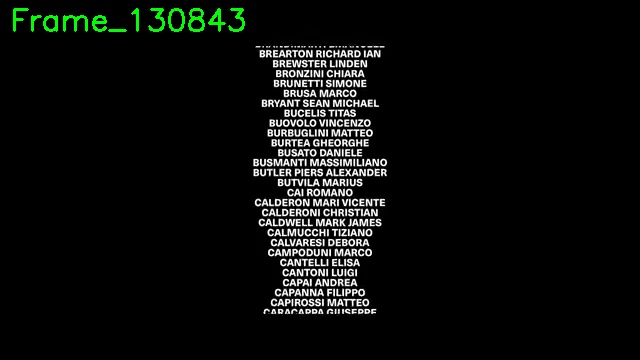 Frame_130843
BREARTON RICHARD IAN
BREWSTER LINDEN
BRONZINI CHIARA
BRUNETTI SIMONE
BRUSA MARCO
BRYANT SEAN MICHAEL
BUCELIS TITAS
BUOVOLO VINCENZO
BURBUGLINI MATTEO
BURTEA GHEORGHE
BUSATO DANIELE
BUSMANTI MASSIMILIANO
BUTLER PIERS ALEXANDER
BUTVILA MARIUS
CAI ROMANO
CALDERON MARI VICENTE
CALDERONI CHRISTIAN
CALDWELL MARK JAMES
CALMUCCHI TIZIANO
CALVARESI DEBORA
CAMPODUNI MARCO
CANTELLI ELISA
CANTONI LUIGI
CAPAI ANDREA
CAPANNA FILIPPO
CAPIROSSI MATTEO
CARACAPPA GIUSEPPE